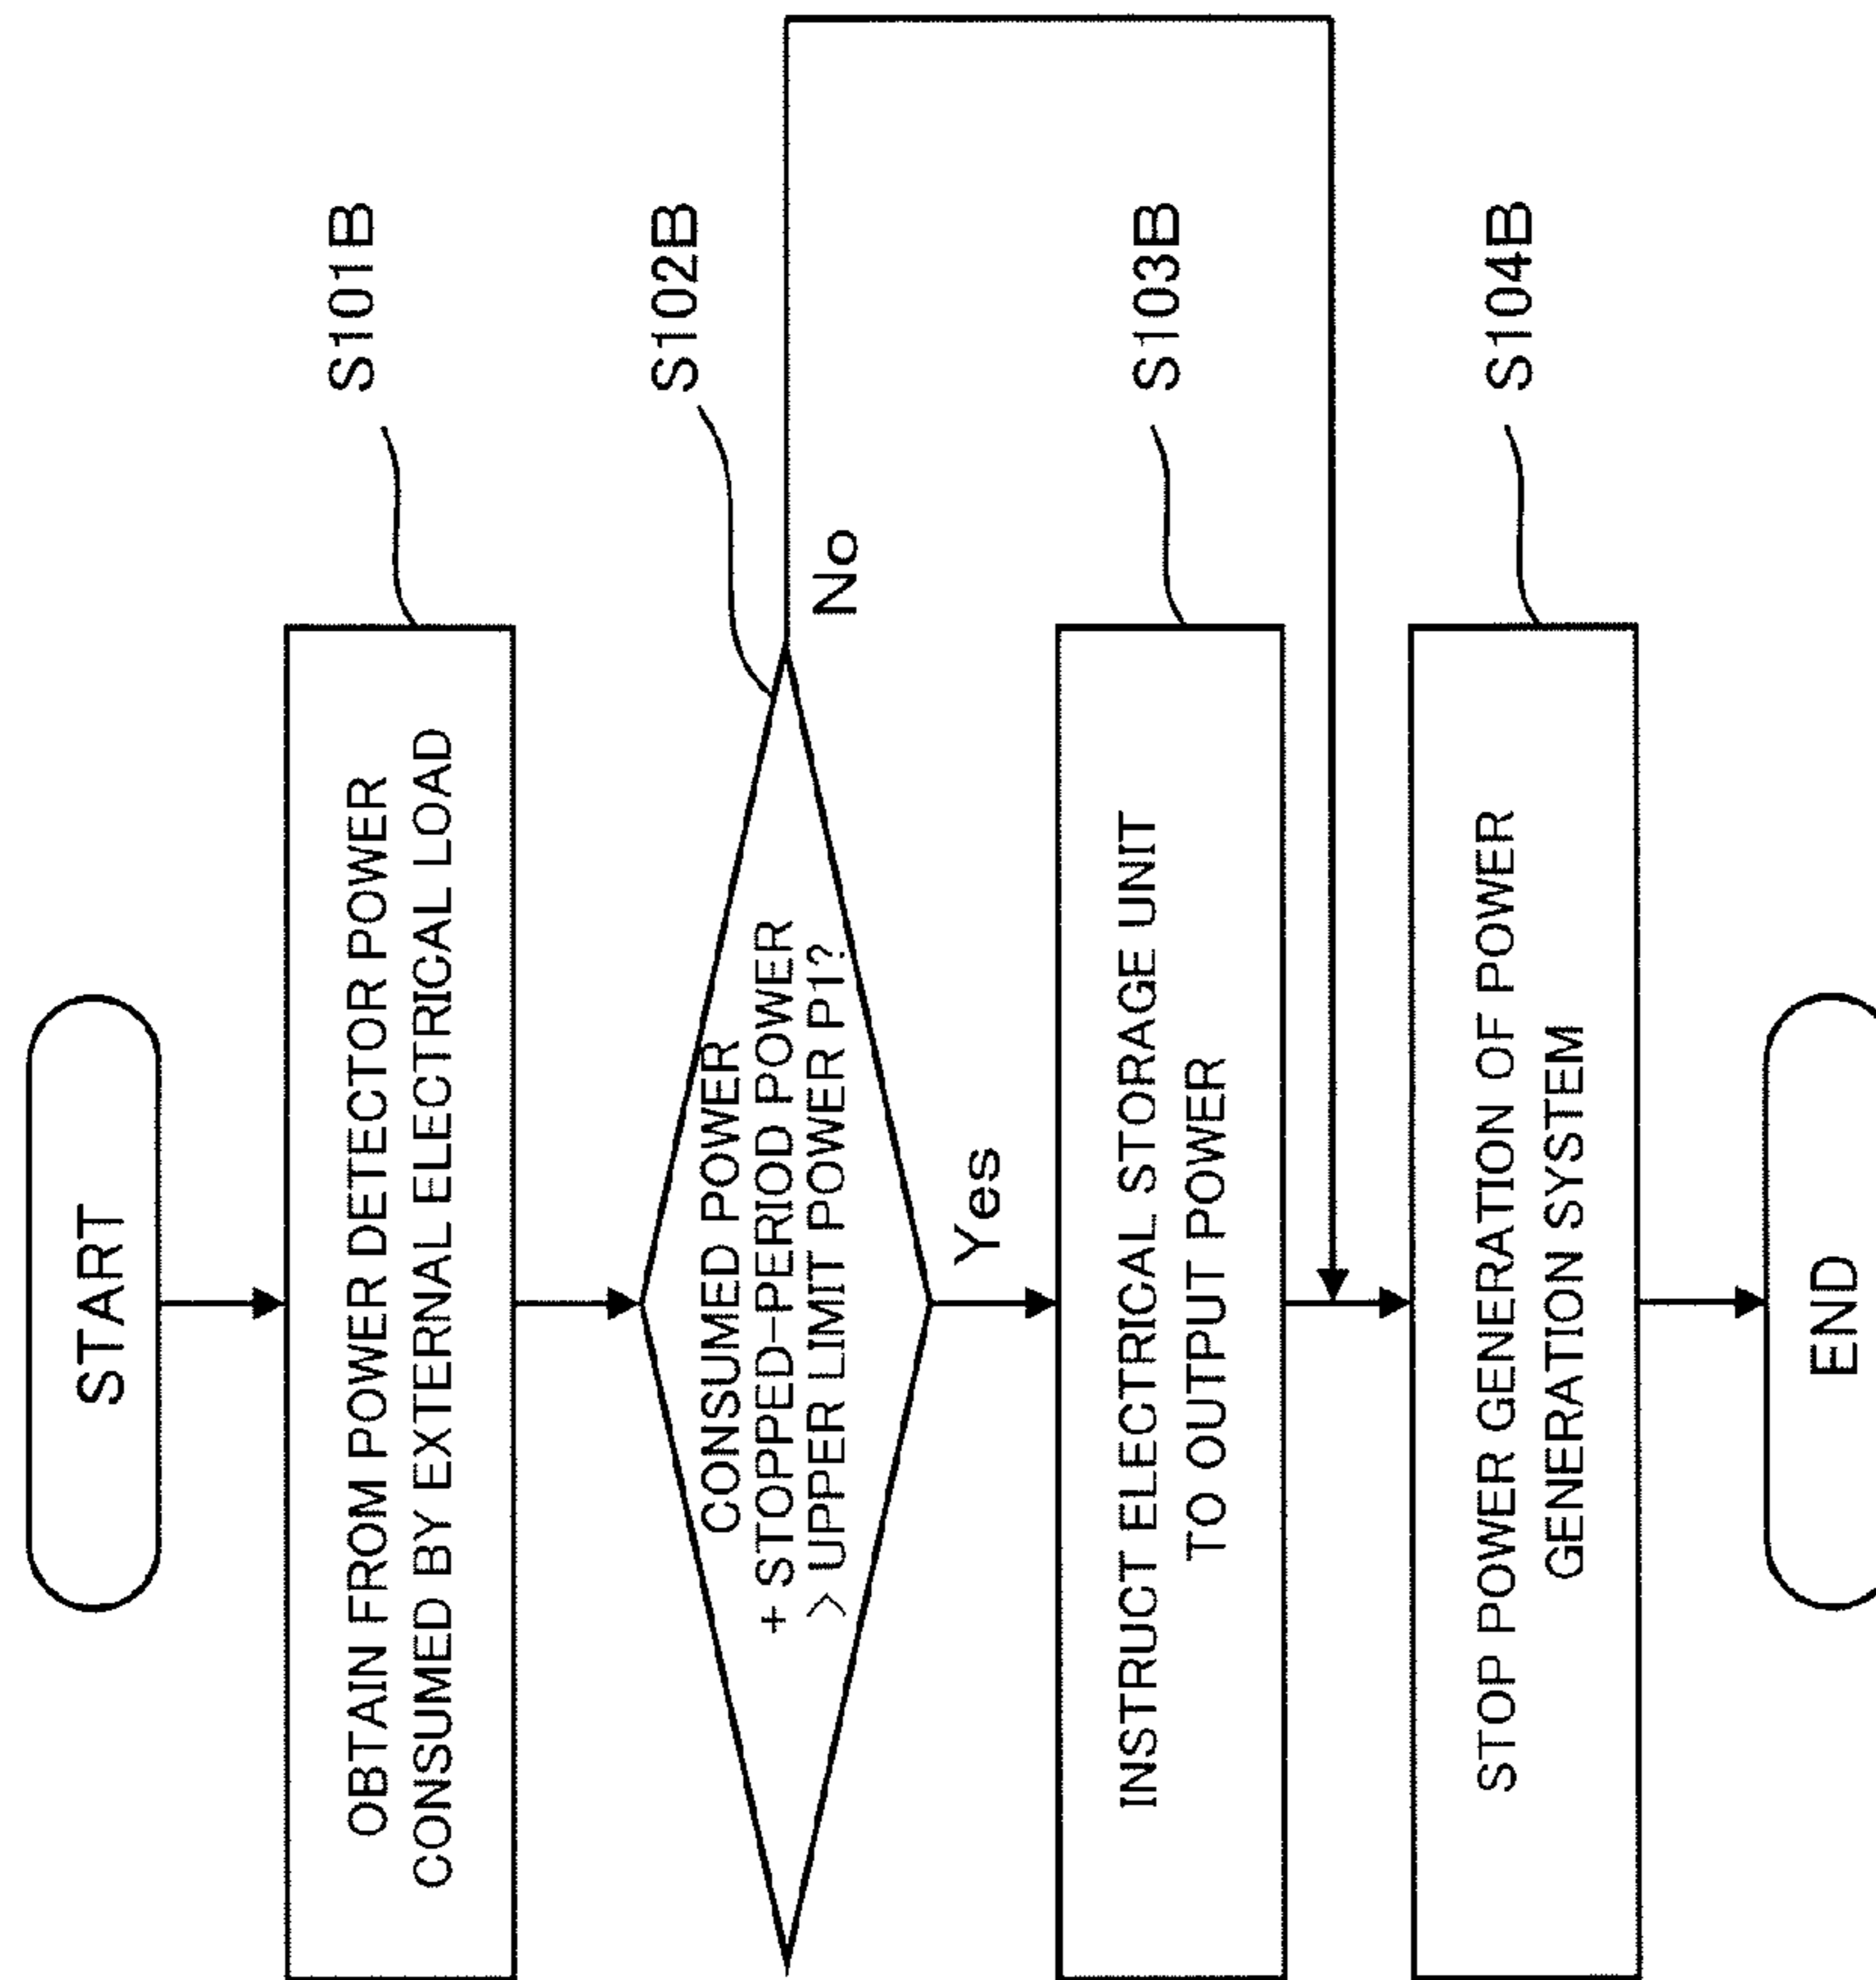 START
OBTAIN FROM POWER DETECTOR POWER
CONSUMED BY EXTERNAL ELECTRICAL LOAD
S101B
CONSUMED POWER
+ STOPPED-PERIOD POWER
> UPPER LIMIT POWER P1?
S102B
No
Yes
INSTRUCT ELECTRICAL STORAGE UNIT
TO OUTPUT POWER
S103B
STOP POWER GENERATION OF POWER
GENERATION SYSTEM
S104B
END